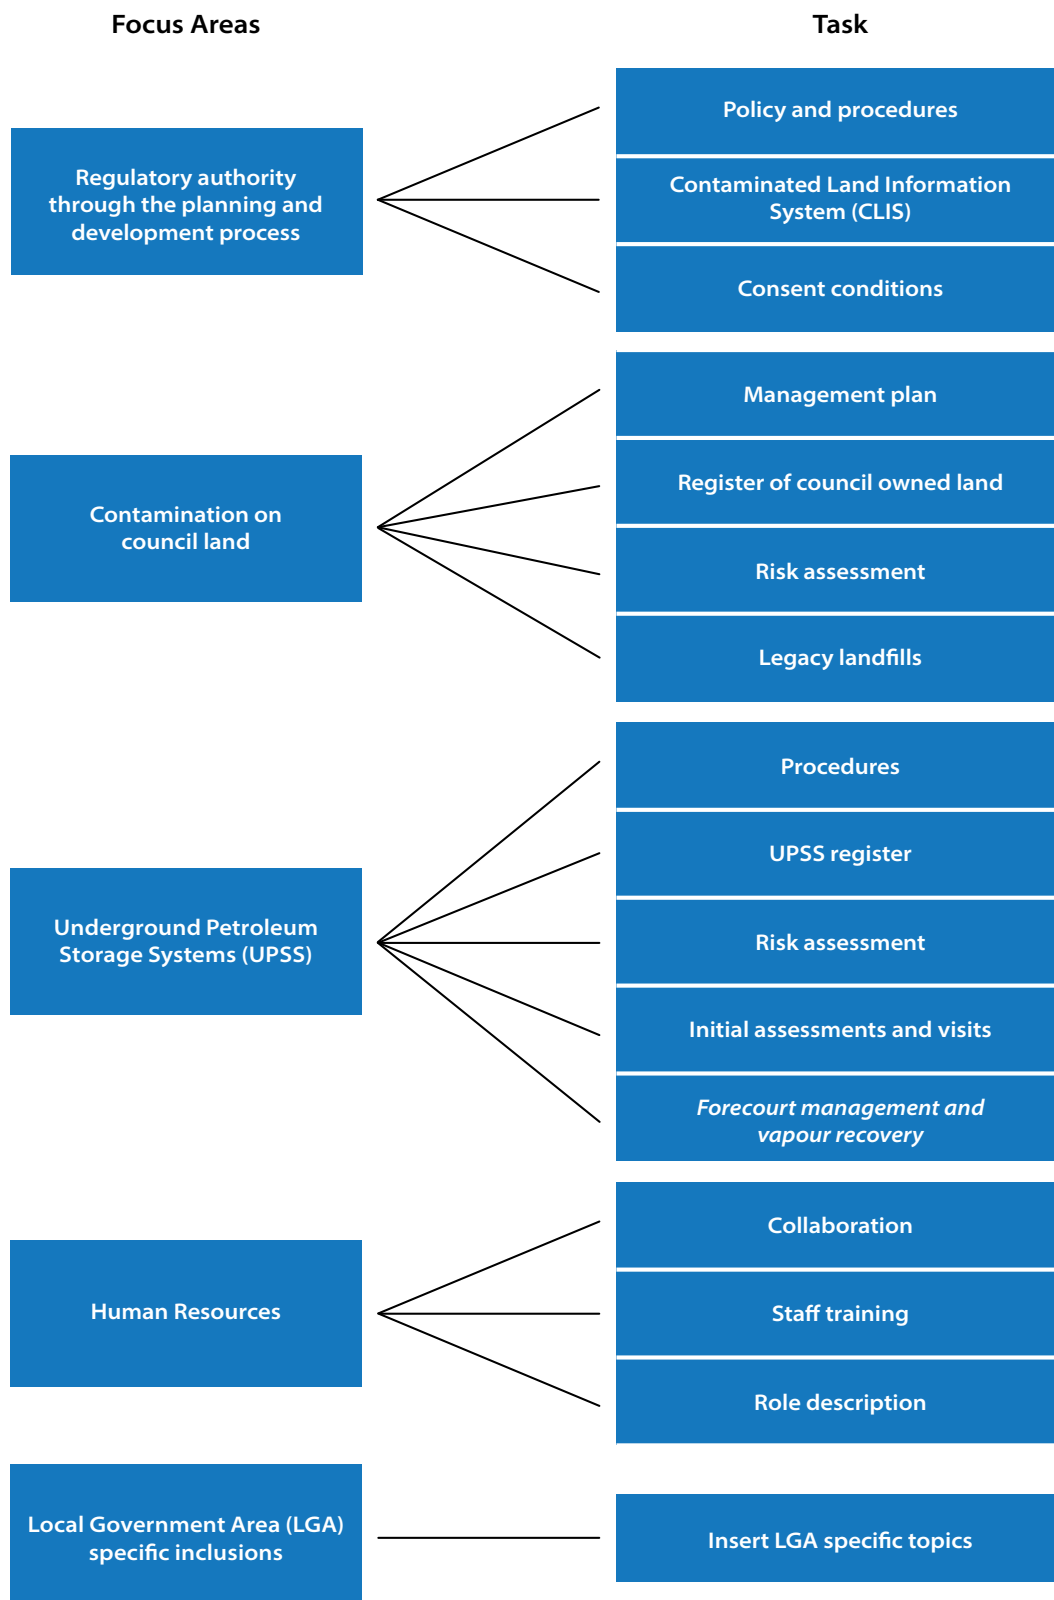 Focus Areas
Task
Regulatory authority
through the planning and
development process
Policy and procedures
Contaminated Land Information
System (CLIS)
Consent conditions
Contamination on
council land
Management plan
Register of council owned land
Risk assessment
Legacy landfills
Underground Petroleum
Storage Systems (UPSS)
Procedures
UPSS register
Risk assessment
Initial assessments and visits
Forecourt management and
vapour recovery
Human Resources
Collaboration
Staff training
Role description
Local Government Area (LGA)
specific inclusions
Insert LGA specific topics